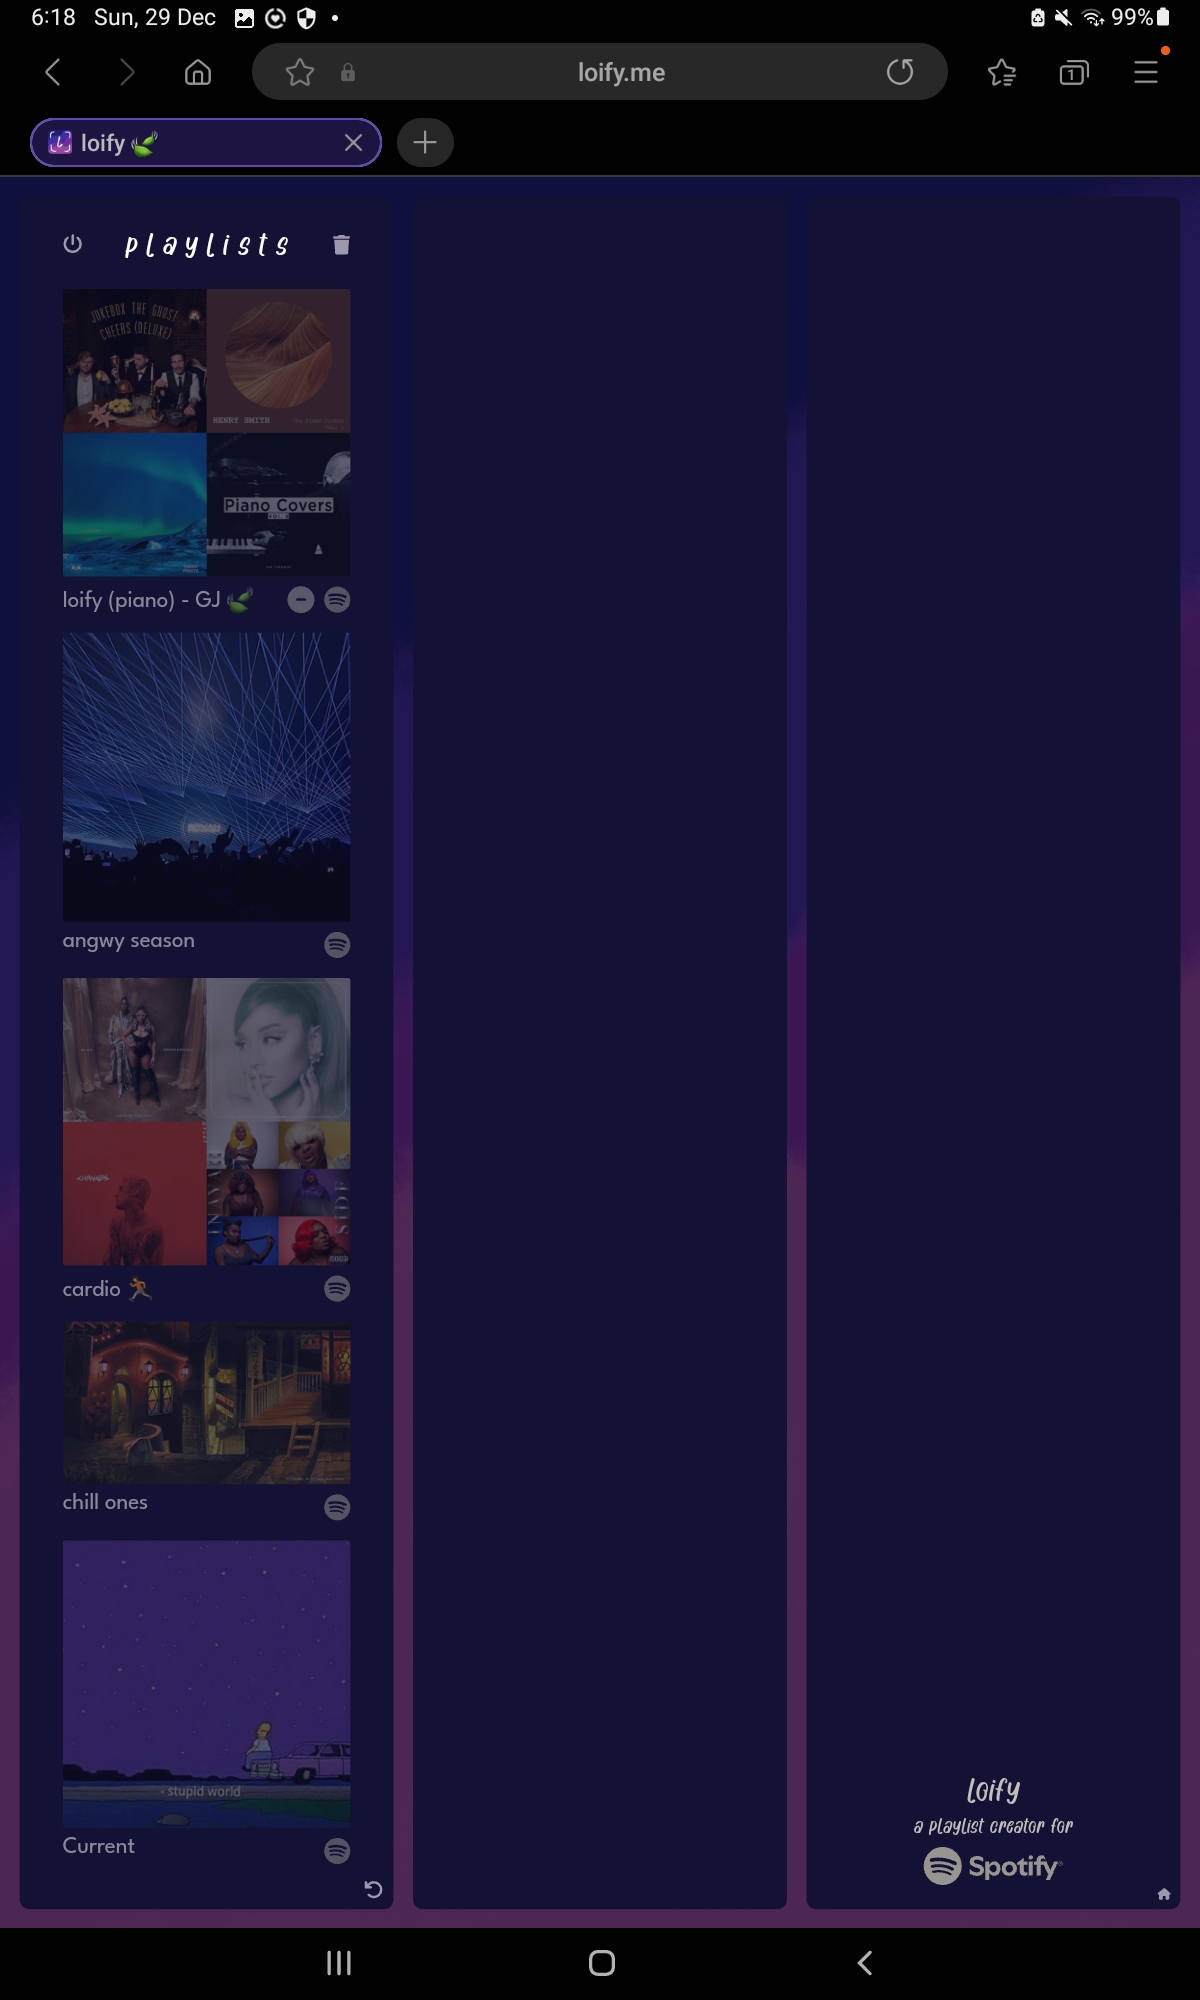 6:18 Sun, 29 Dec
99%
loify.me
1
loify
playlists
JUKEBOX THE GHOST
CHEERS (DELUXE)
HENRY SMITH
Piano Covers
loify (piano) - GJ
angwy season
cardio
chill ones
- stupid world
Current
Loify
a playlist creator for
Spotify